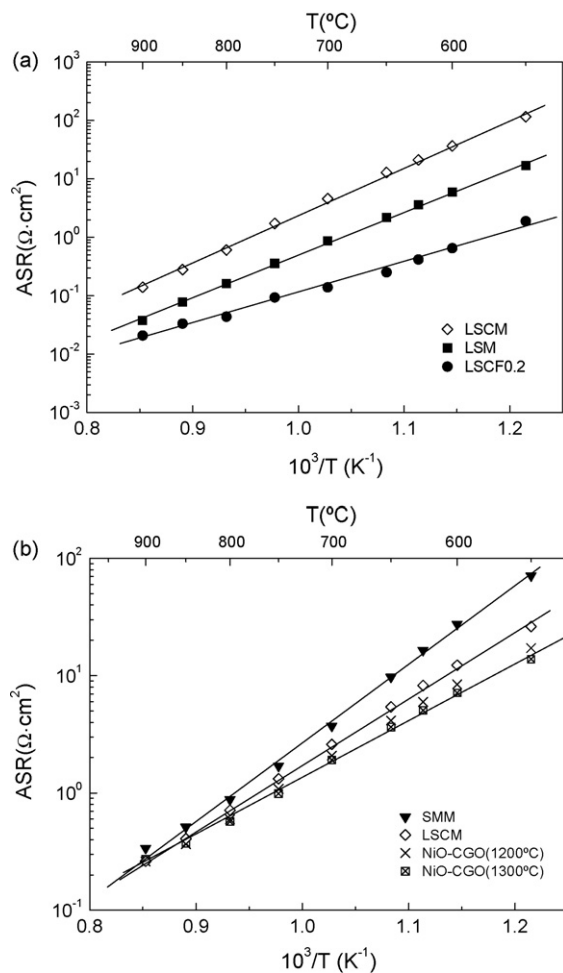 T(ºC)
900 800 700 600
(a)
10³
10²
10¹
10⁰
10⁻¹
10⁻²
10⁻³
ASR(Ω·cm²)
LSCM
LSM
LSCF0.2
0.8 0.9 1.0 1.1 1.2
10³/T (K⁻¹)
T(ºC)
900 800 700 600
(b)
10²
10¹
10⁰
10⁻¹
ASR(Ω·cm²)
SMM
LSCM
NiO-CGO(1200ºC)
NiO-CGO(1300ºC)
0.8 0.9 1.0 1.1 1.2
10³/T (K⁻¹)